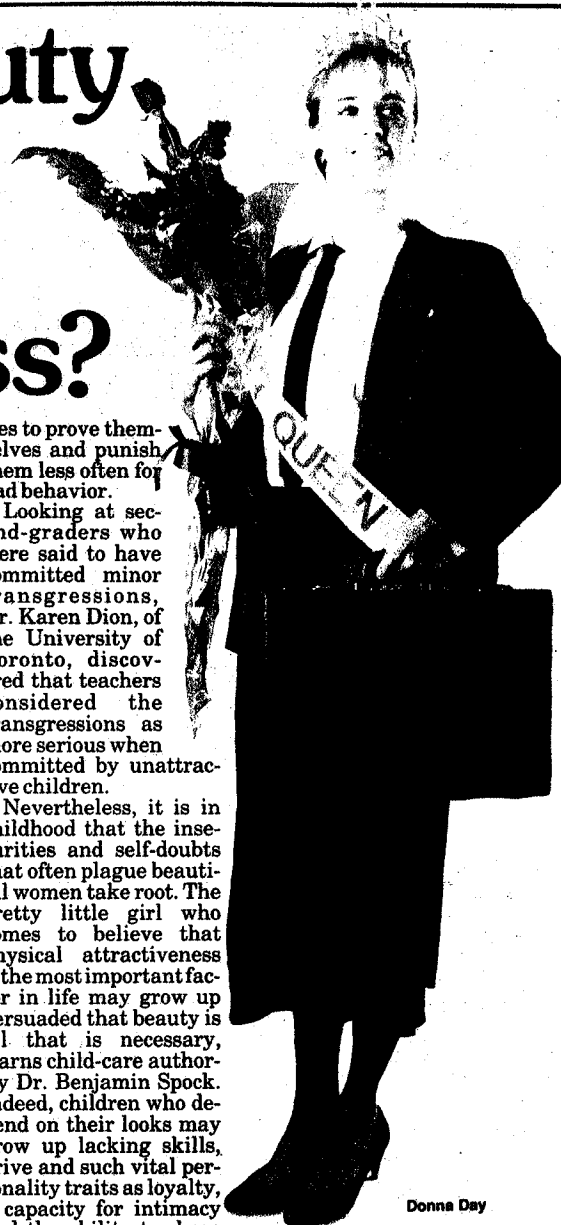 uty
ss?
es to prove them-
elves and punish
hem less often for
ad behavior.
Looking at sec-
nd-graders who
ere said to have
ommitted minor
ansgressions,
r. Karen Dion, of
e University of
oronto, discov-
red that teachers
onsidered the
ansgressions as
ore serious when
ommitted by unattrac-
ve children.
Nevertheless, it is in
hildhood that the inse-
urities and self-doubts
at often plague beauti-
l women take root. The
retty little girl who
omes to believe that
hysical attractiveness
the most important fac-
r in life may grow up
ersuaded that beauty is
l that is necessary,
arns child-care author-
y Dr. Benjamin Spock.
deed, children who de-
end on their looks may
row up lacking skills,
rive and such vital per-
onality traits as loyalty,
capacity for intimacy
QUEEN
Donna Day